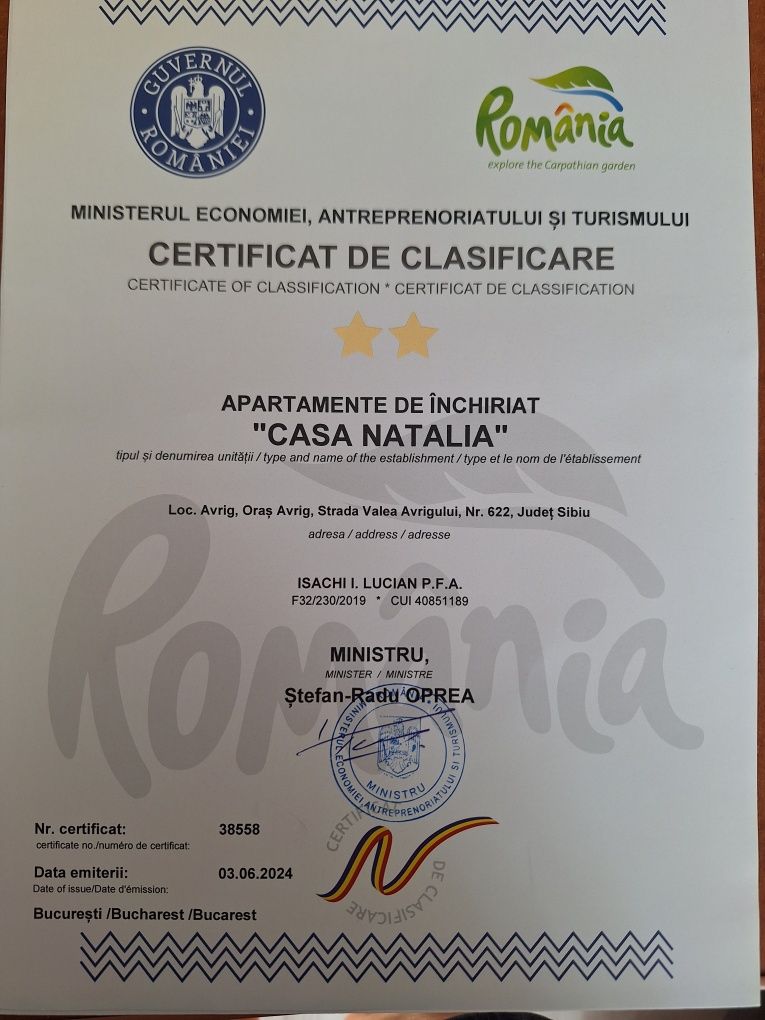 GUVERNUL ROMÂNIEI
România
explore the Carpathian garden
MINISTERUL ECONOMIEI, ANTREPRENORIATULUI ȘI TURISMULUI
CERTIFICAT DE CLASIFICARE
CERTIFICATE OF CLASSIFICATION * CERTIFICAT DE CLASSIFICATION
APARTAMENTE DE ÎNCHIRIAT
"CASA NATALIA"
tipul și denumirea unității / type and name of the establishment / type et le nom de l'établissement
Loc. Avrig, Oraș Avrig, Strada Valea Avrigului, Nr. 622, Județ Sibiu
adresa / address / adresse
România
ISACHI I. LUCIAN P.F.A.
F32/230/2019 * CUI 40851189
MINISTRU,
MINISTER / MINISTRE
Ștefan-Radu OPREA
ROMÂNIA
MINISTERUL ECONOMIEI, ANTREPRENORIATULUI ȘI TURISMULUI
MINISTRU
Nr. certificat: 38558
certificate no./numéro de certificat:
CERTIFICAT DE CLASIFICARE
Data emiterii: 03.06.2024
Date of issue/Date d'émission:
București /Bucharest /Bucarest